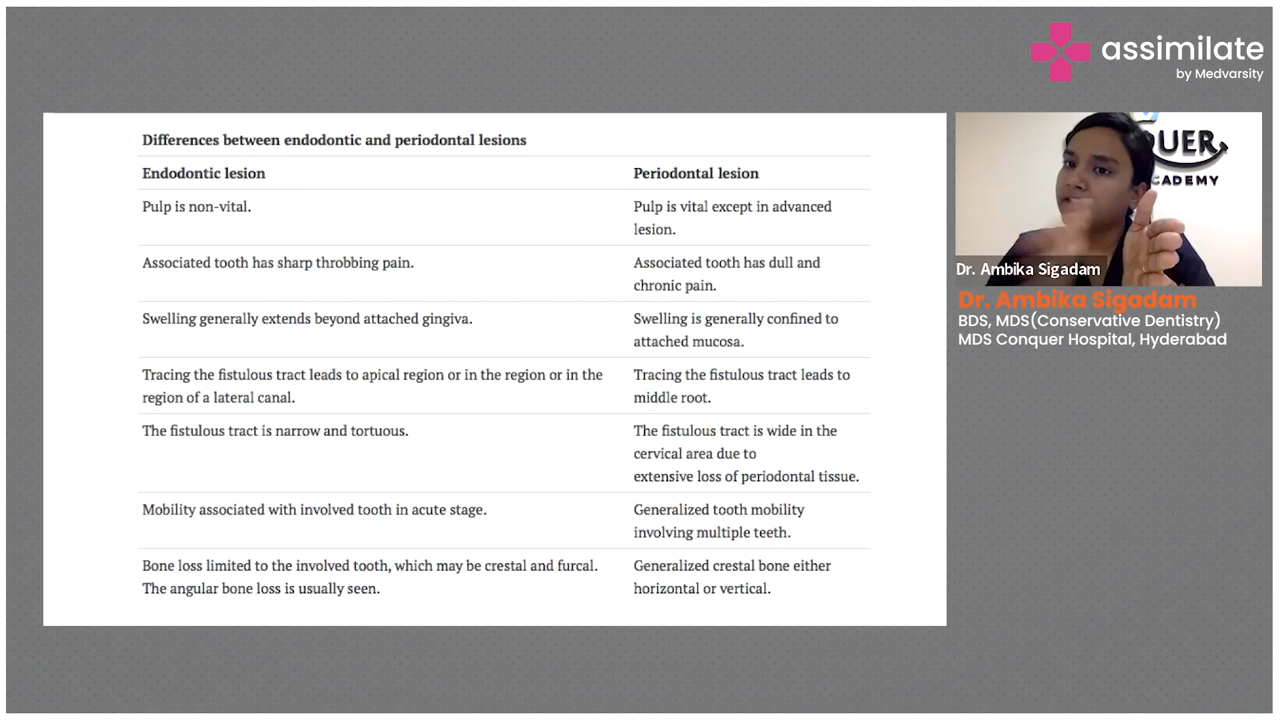 assimilate
by Medvarsity
Differences between endodontic and periodontal lesions
Endodontic lesion
Periodontal lesion
Pulp is non-vital.
Pulp is vital except in advanced
lesion.
Associated tooth has sharp throbbing pain.
Associated tooth has dull and
chronic pain.
Swelling generally extends beyond attached gingiva.
Swelling is generally confined to
attached mucosa.
Tracing the fistulous tract leads to apical region or in the region or in the
region of a lateral canal.
Tracing the fistulous tract leads to
middle root.
The fistulous tract is narrow and tortuous.
The fistulous tract is wide in the
cervical area due to
extensive loss of periodontal tissue.
Mobility associated with involved tooth in acute stage.
Generalized tooth mobility
involving multiple teeth.
Bone loss limited to the involved tooth, which may be crestal and furcal.
The angular bone loss is usually seen.
Generalized crestal bone either
horizontal or vertical.
QUER
CADEMY
Dr. Ambika Sigadam
Dr. Ambika Sigadam
BDS, MDS(Conservative Dentistry)
MDS Conquer Hospital, Hyderabad